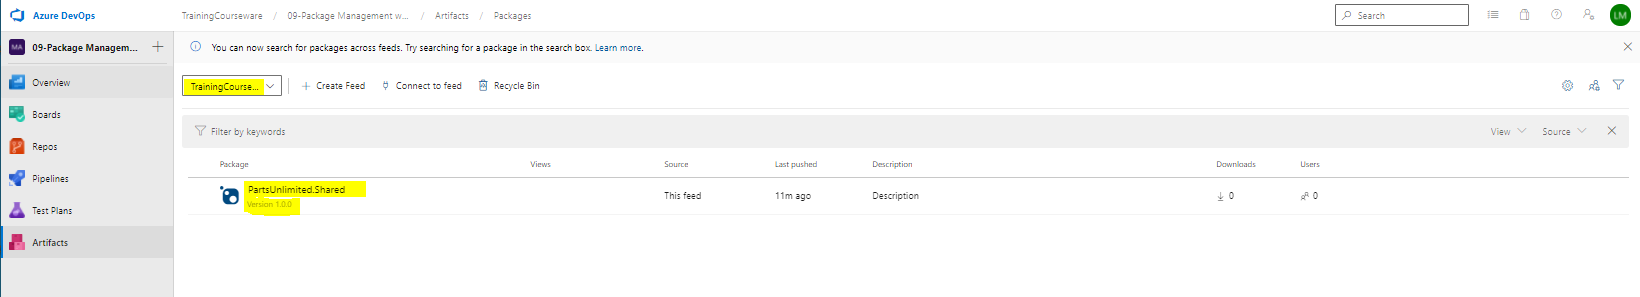 Azure DevOps
TrainingCourseware / 09-Package Management w... / Artifacts / Packages
Search
LM
MA 09-Package Managem... +
You can now search for packages across feeds. Try searching for a package in the search box. Learn more.
Overview
TrainingCourse...
Create Feed
Connect to feed
Recycle Bin
Boards
Filter by keywords
View
Source
Repos
Package
Views
Source
Last pushed
Description
Downloads
Users
Pipelines
PartsUnlimited.Shared
Version 1.0.0
This feed
11m ago
Description
0
0
Test Plans
Artifacts